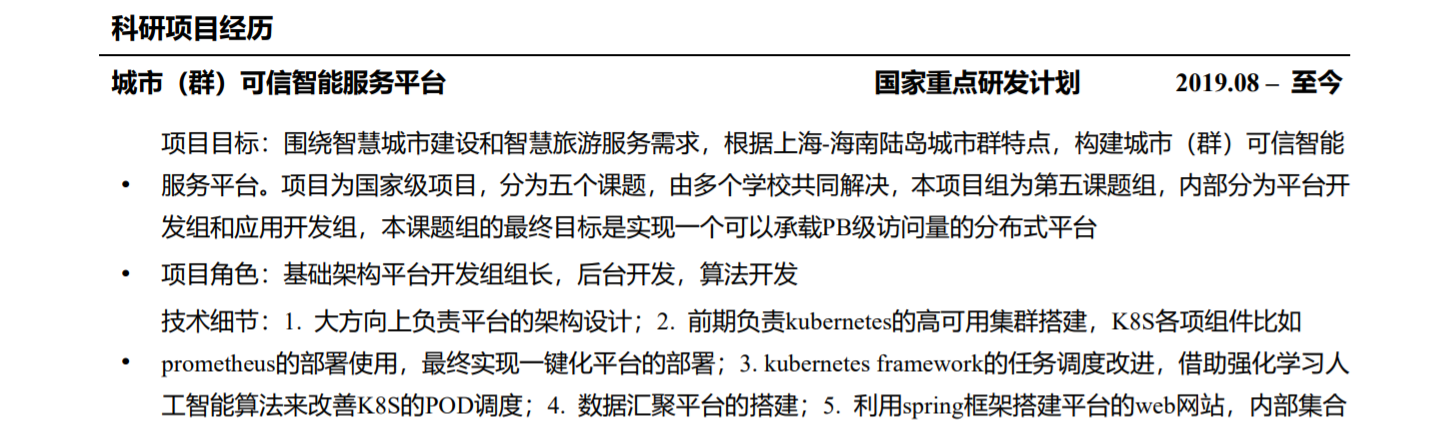 科研项目经历
城市（群）可信智能服务平台 国家重点研发计划 2019.08 – 至今
项目目标：围绕智慧城市建设和智慧旅游服务需求，根据上海-海南陆岛城市群特点，构建城市（群）可信智能
• 服务平台。项目为国家级项目，分为五个课题，由多个学校共同解决，本项目组为第五课题组，内部分为平台开
发组和应用开发组，本课题组的最终目标是实现一个可以承载PB级访问量的分布式平台
• 项目角色：基础架构平台开发组组长，后台开发，算法开发
技术细节：1. 大方向上负责平台的架构设计；2. 前期负责kubernetes的高可用集群搭建，K8S各项组件比如
• prometheus的部署使用，最终实现一键化平台的部署；3. kubernetes framework的任务调度改进，借助强化学习人
工智能算法来改善K8S的POD调度；4. 数据汇聚平台的搭建；5. 利用spring框架搭建平台的web网站，内部集合